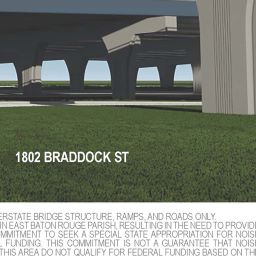 1802 BRADDOCK ST
ERSTATE BRIDGE STRUCTURE, RAMPS, AND ROADS ONLY.
IN EAST BATON ROUGE PARISH, RESULTING IN THE NEED TO PROVIDE
OMMITMENT TO SEEK A SPECIAL STATE APPROPRIATION FOR NOIS
L FUNDING. THIS COMMITMENT IS NOT A GUARANTEE THAT NOIS
THIS AREA DO NOT QUALIFY FOR FEDERAL FUNDING BASED ON TH